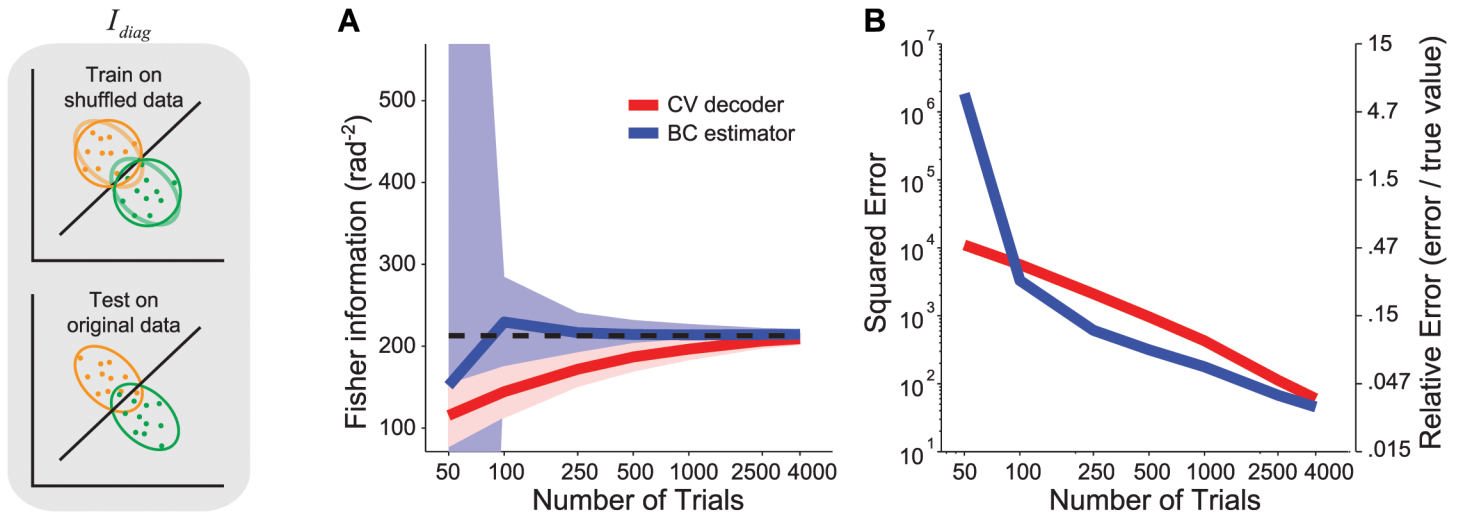 I_diag
Train on
shuffled data
Test on
original data
A
Fisher information (rad⁻²)
500
400
300
200
100
CV decoder
BC estimator
50 100 250 500 1000 2500 4000
Number of Trials
B
Squared Error
10⁷
10⁶
10⁵
10⁴
10³
10²
10¹
15
4.7
1.5
.47
.15
.047
.015
Relative Error (error / true value)
50 100 250 500 1000 2500 4000
Number of Trials